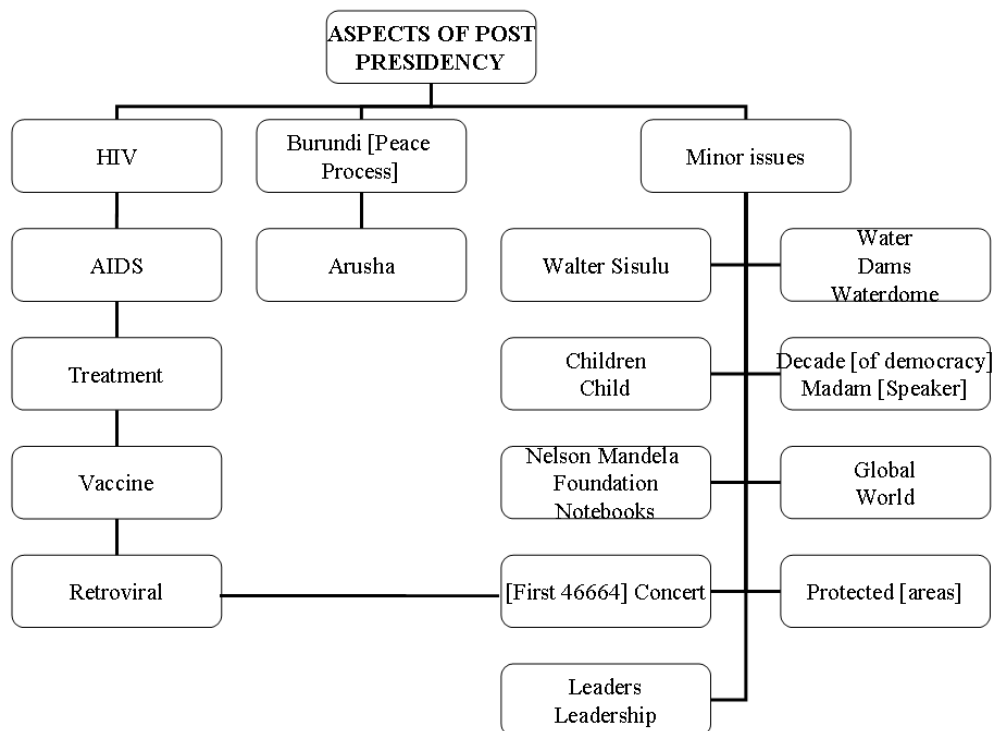 ASPECTS OF POST
PRESIDENCY
HIV
Burundi [Peace
Process]
Minor issues
AIDS
Arusha
Walter Sisulu
Water
Dams
Waterdome
Treatment
Children
Child
Decade [of democracy]
Madam [Speaker]
Vaccine
Nelson Mandela
Foundation
Notebooks
Global
World
Retroviral
[First 46664] Concert
Protected [areas]
Leaders
Leadership